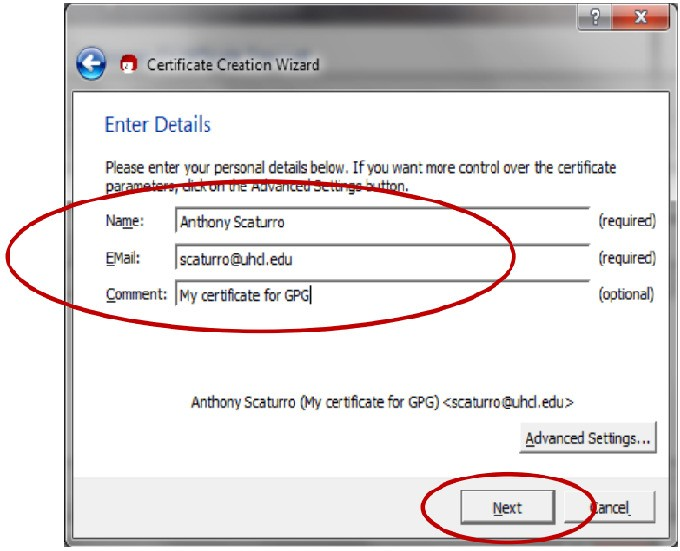 Certificate Creation Wizard
Enter Details
Please enter your personal details below. If you want more control over the certificate
parameters, click on the Advanced Settings button.
Name: Anthony Scaturro (required)
EMail: scaturro@uhcl.edu (required)
Comment: My certificate for GPG (optional)
Anthony Scaturro (My certificate for GPG) <scaturro@uhcl.edu>
Advanced Settings...
Next Cancel